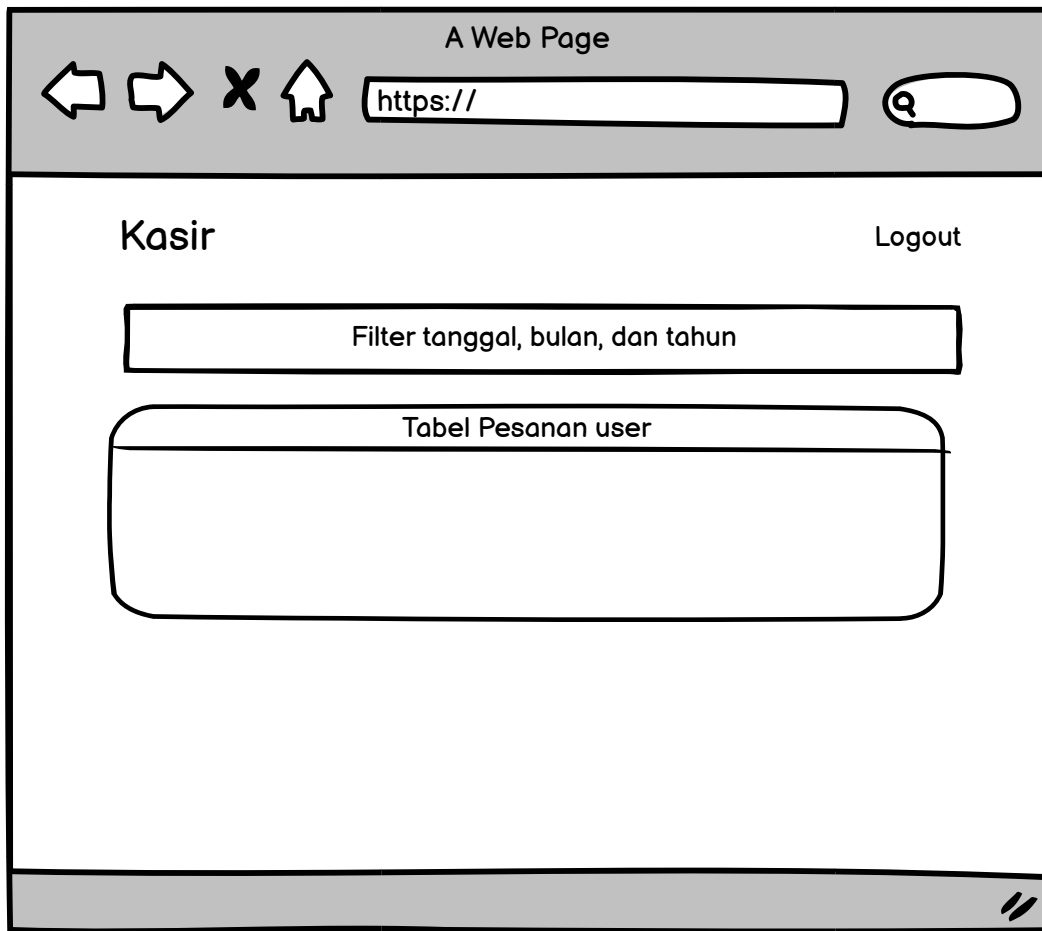 A Web Page
https://
Kasir
Logout
Filter tanggal, bulan, dan tahun
Tabel Pesanan user